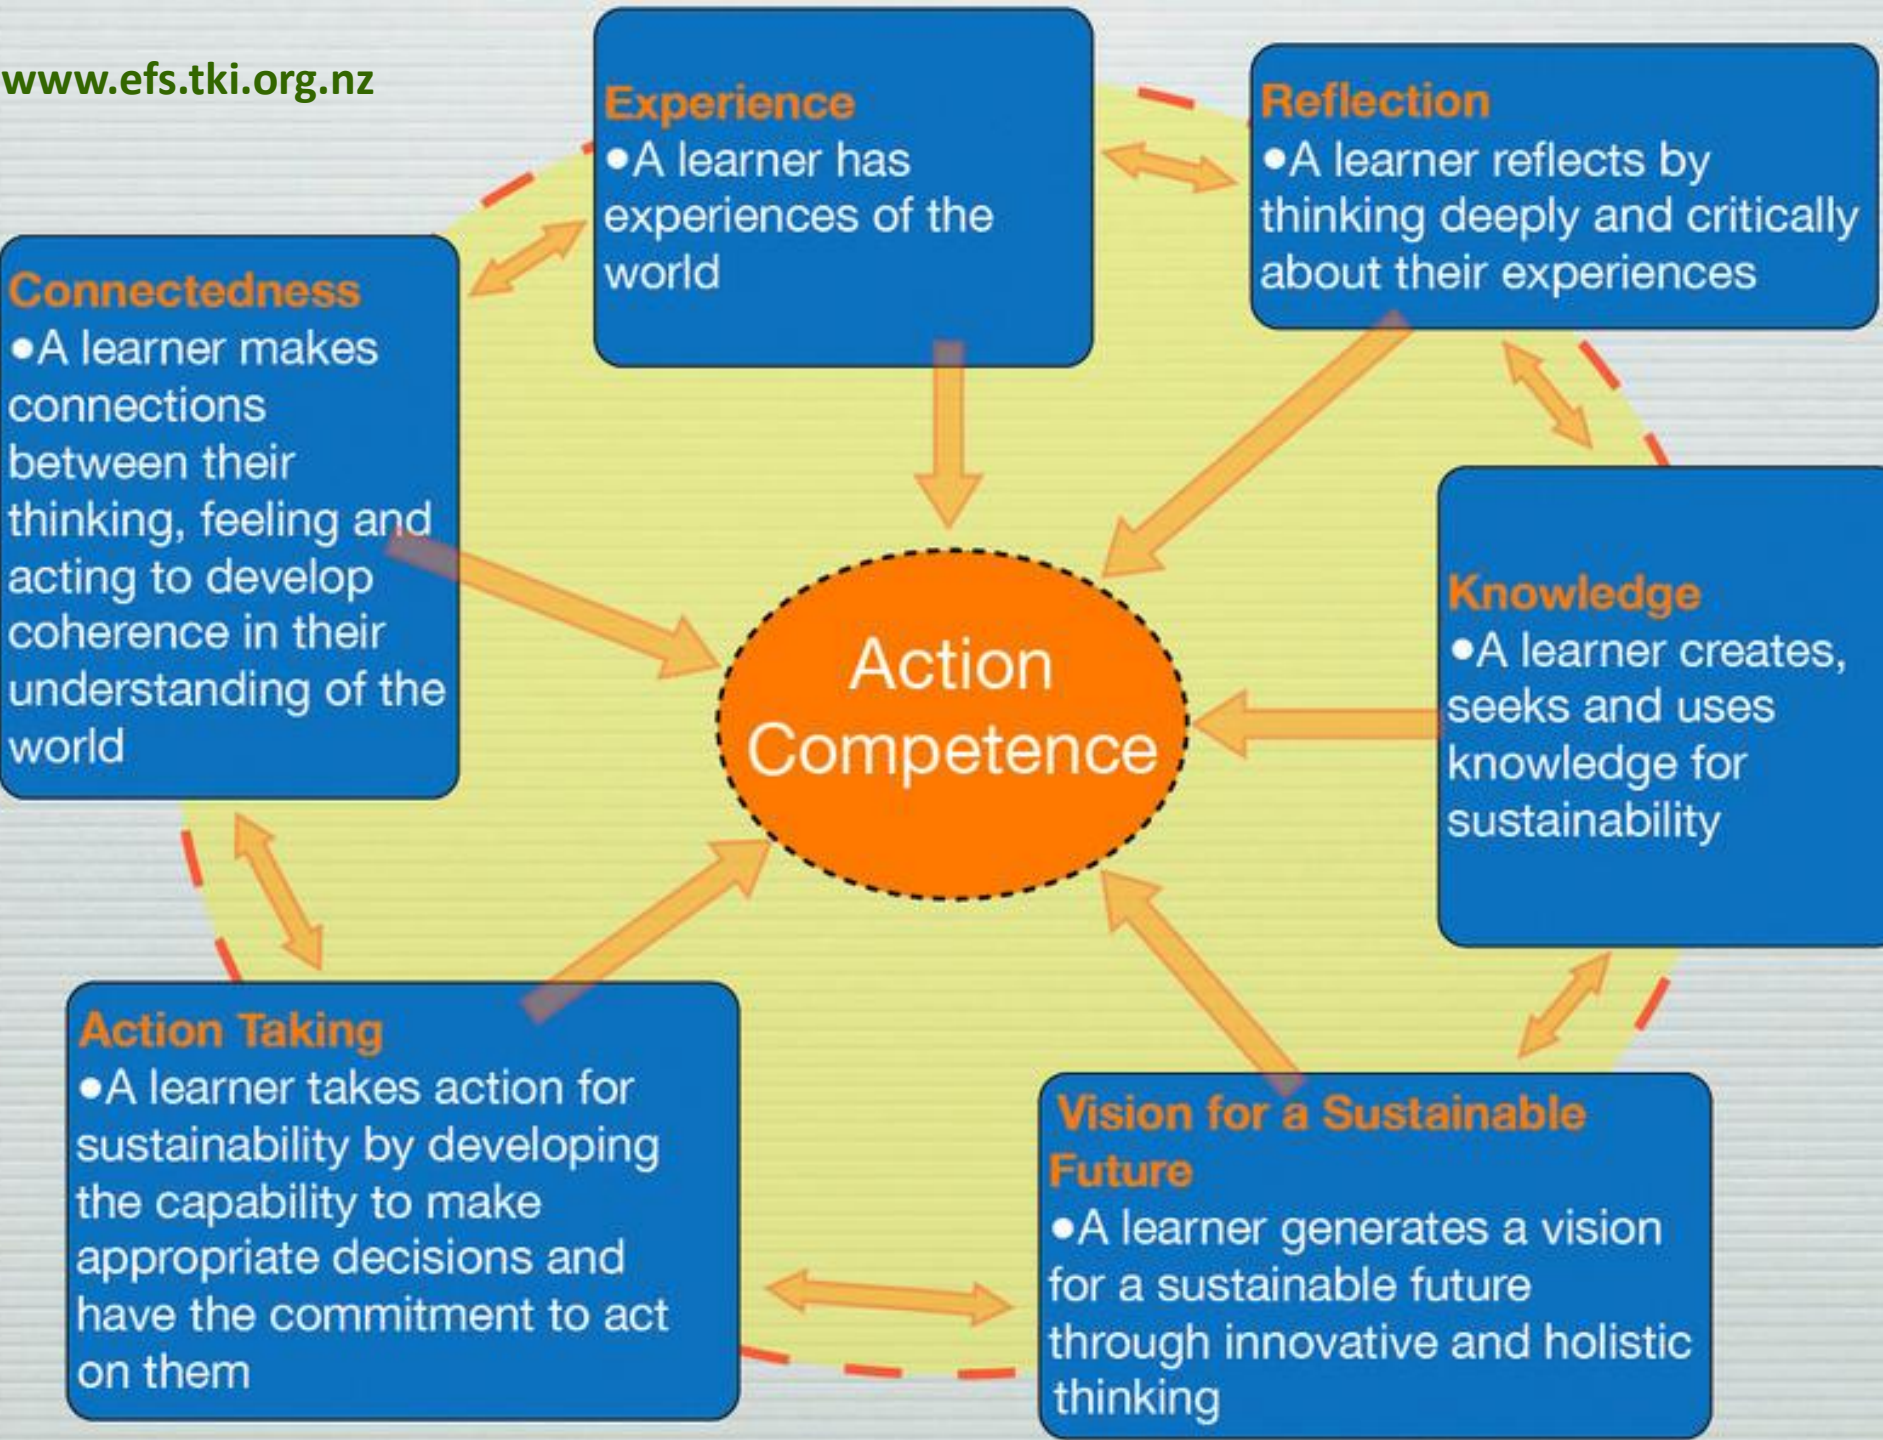 www.efs.tki.org.nz
Experience
●A learner has
experiences of the
world
Reflection
●A learner reflects by
thinking deeply and critically
about their experiences
Connectedness
●A learner makes
connections
between their
thinking, feeling and
acting to develop
coherence in their
understanding of the
world
Action
Competence
Knowledge
●A learner creates,
seeks and uses
knowledge for
sustainability
Action Taking
●A learner takes action for
sustainability by developing
the capability to make
appropriate decisions and
have the commitment to act
on them
Vision for a Sustainable
Future
●A learner generates a vision
for a sustainable future
through innovative and holistic
thinking